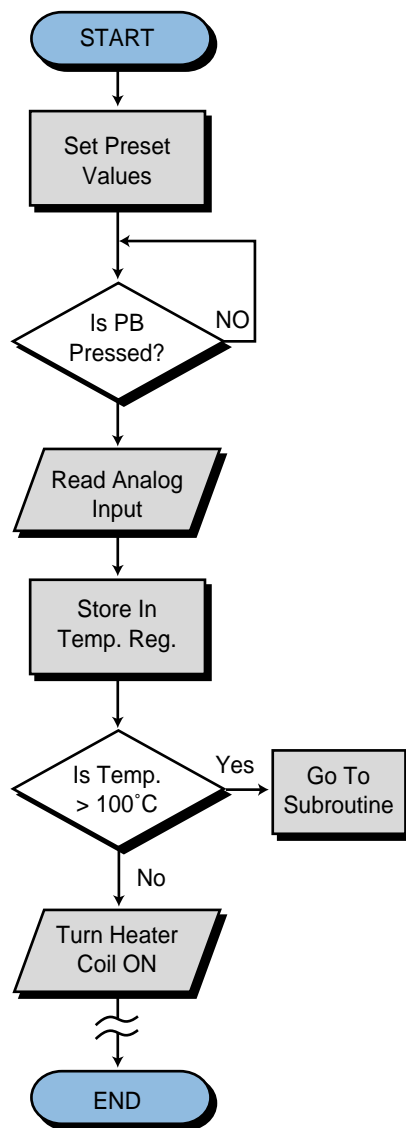 START
Set Preset
Values
Is PB
Pressed?
NO
Read Analog
Input
Store In
Temp. Reg.
Is Temp.
> 100˚C
Yes
Go To
Subroutine
No
Turn Heater
Coil ON
END